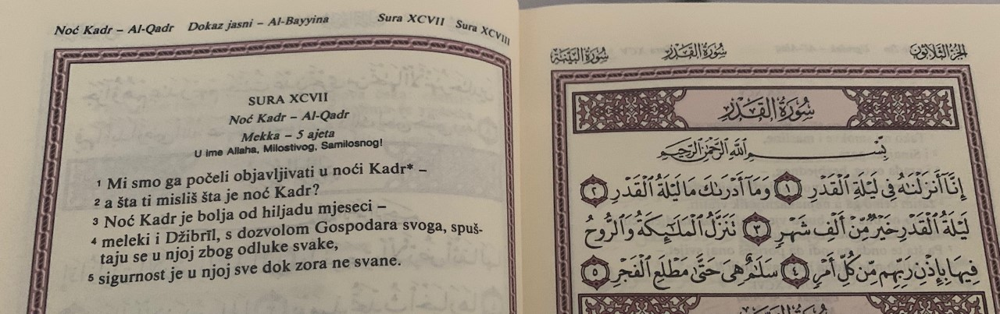 Noć Kadr – Al-Qadr Dokaz jasni – Al-Bayyina Sura XCVII Sura XCVIII
SURA XCVII
Noć Kadr – Al-Qadr
Mekka – 5 ajeta
U ime Allaha, Milostivog, Samilosnog!
1 Mi smo ga počeli objavljivati u noći Kadr* –
2 a šta ti misliš šta je noć Kadr?
3 Noć Kadr je bolja od hiljadu mjeseci –
4 meleki i Džibrīl, s dozvolom Gospodara svoga, spuš-
taju se u njoj zbog odluke svake,
5 sigurnost je u njoj sve dok zora ne svane.
الجزء الثلاثون سورة القدر سورة البينة
سُورَةُ القَدْرِ
بِسْمِ ٱللَّهِ ٱلرَّحْمَٰنِ ٱلرَّحِيمِ
إِنَّآ أَنزَلْنَٰهُ فِى لَيْلَةِ ٱلْقَدْرِ ١ وَمَآ أَدْرَىٰكَ مَا لَيْلَةُ ٱلْقَدْرِ ٢
لَيْلَةُ ٱلْقَدْرِ خَيْرٌ مِّنْ أَلْفِ شَهْرٍ ٣ تَنَزَّلُ ٱلْمَلَٰٓئِكَةُ وَٱلرُّوحُ
فِيهَا بِإِذْنِ رَبِّهِم مِّن كُلِّ أَمْرٍ ٤ سَلَٰمٌ هِىَ حَتَّىٰ مَطْلَعِ ٱلْفَجْرِ ٥